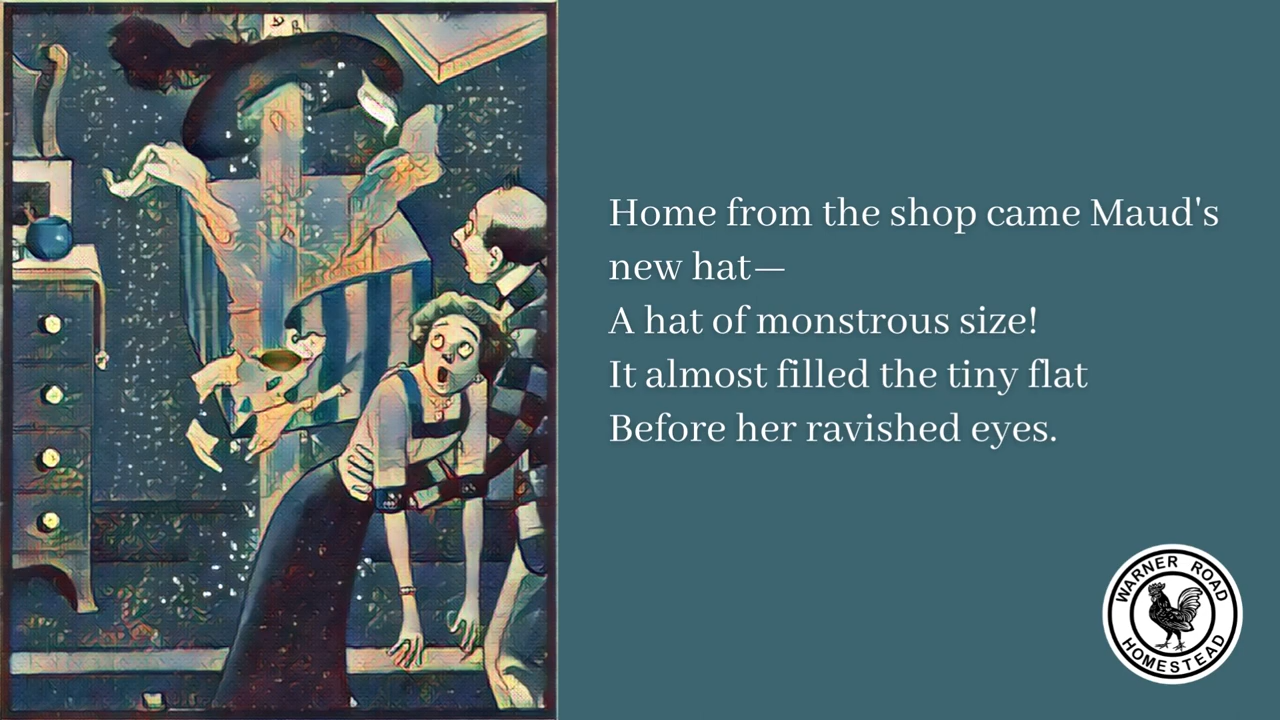 Home from the shop came Maud's
new hat—
A hat of monstrous size!
It almost filled the tiny flat
Before her ravished eyes.
WARNER ROAD
HOMESTEAD